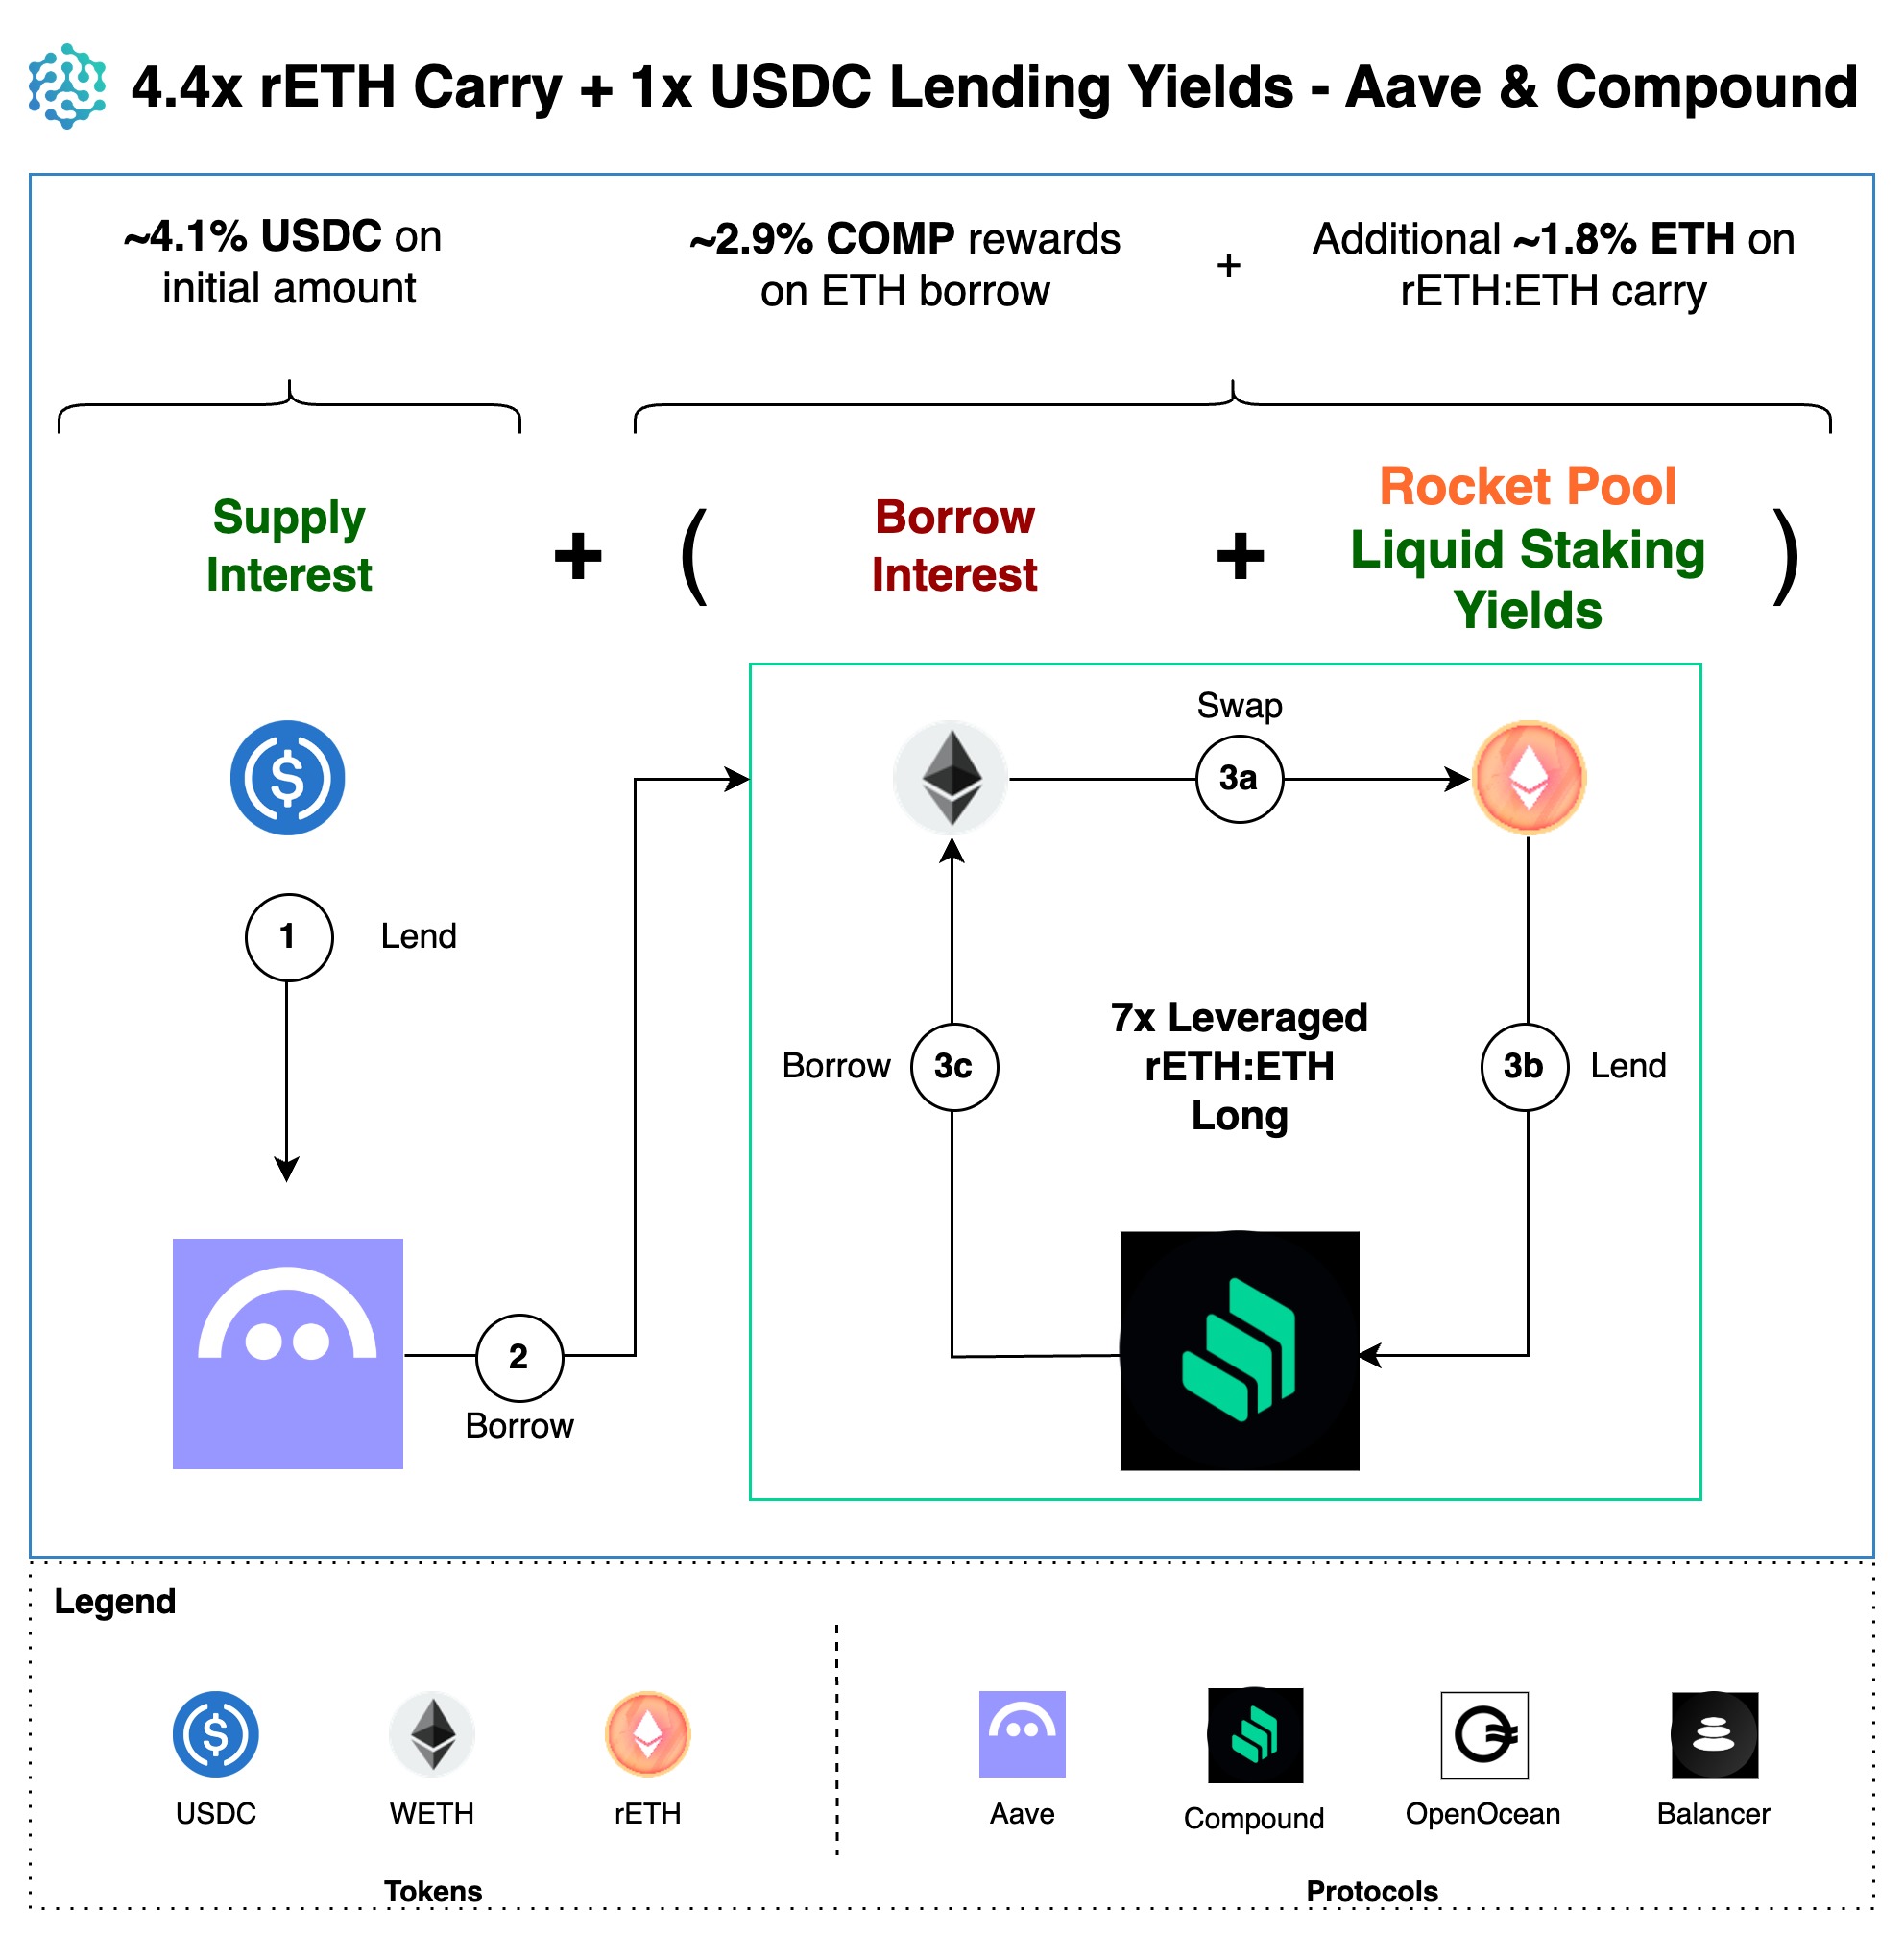 4.4x rETH Carry + 1x USDC Lending Yields - Aave & Compound
~4.1% USDC on
initial amount
~2.9% COMP rewards
on ETH borrow
+
Additional ~1.8% ETH on
rETH:ETH carry
Supply
Interest
+
(
Borrow
Interest
+
Rocket Pool
Liquid Staking
Yields
)
Swap
3a
1
Lend
7x Leveraged
rETH:ETH
Long
Borrow
3c
3b
Lend
2
Borrow
Legend
USDC
WETH
rETH
Aave
Compound
OpenOcean
Balancer
Tokens
Protocols